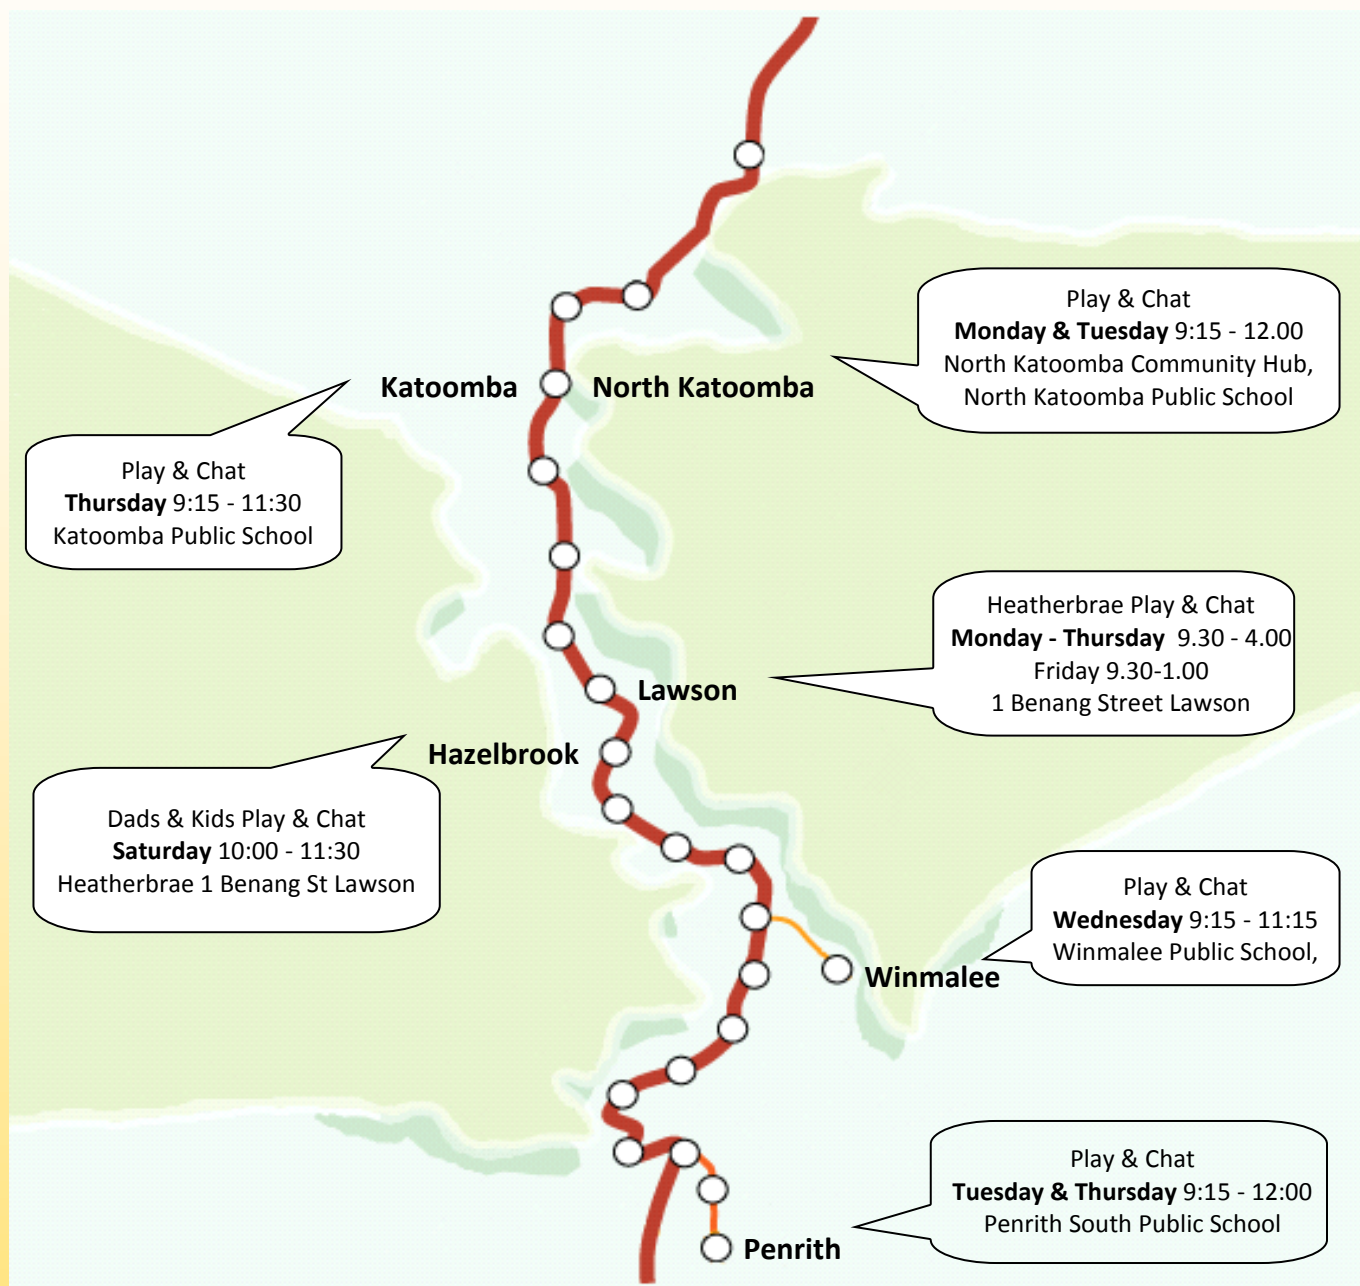 Play & Chat
Monday & Tuesday 9:15 - 12.00
North Katoomba Community Hub,
North Katoomba Public School
Katoomba
North Katoomba
Play & Chat
Thursday 9:15 - 11:30
Katoomba Public School
Heatherbrae Play & Chat
Monday - Thursday 9.30 - 4.00
Friday 9.30-1.00
1 Benang Street Lawson
Lawson
Hazelbrook
Dads & Kids Play & Chat
Saturday 10:00 - 11:30
Heatherbrae 1 Benang St Lawson
Play & Chat
Wednesday 9:15 - 11:15
Winmalee Public School,
Winmalee
Play & Chat
Tuesday & Thursday 9:15 - 12:00
Penrith South Public School
Penrith